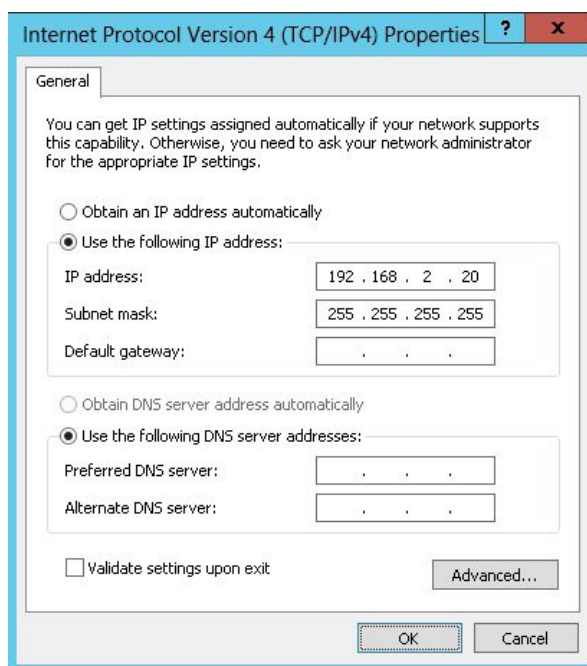 Internet Protocol Version 4 (TCP/IPv4) Properties ? x
General
You can get IP settings assigned automatically if your network supports
this capability. Otherwise, you need to ask your network administrator
for the appropriate IP settings.
Obtain an IP address automatically
Use the following IP address:
IP address: 192 . 168 . 2 . 20
Subnet mask: 255 . 255 . 255 . 255
Default gateway: . . .
Obtain DNS server address automatically
Use the following DNS server addresses:
Preferred DNS server: . . .
Alternate DNS server: . . .
Validate settings upon exit
Advanced...
OK Cancel